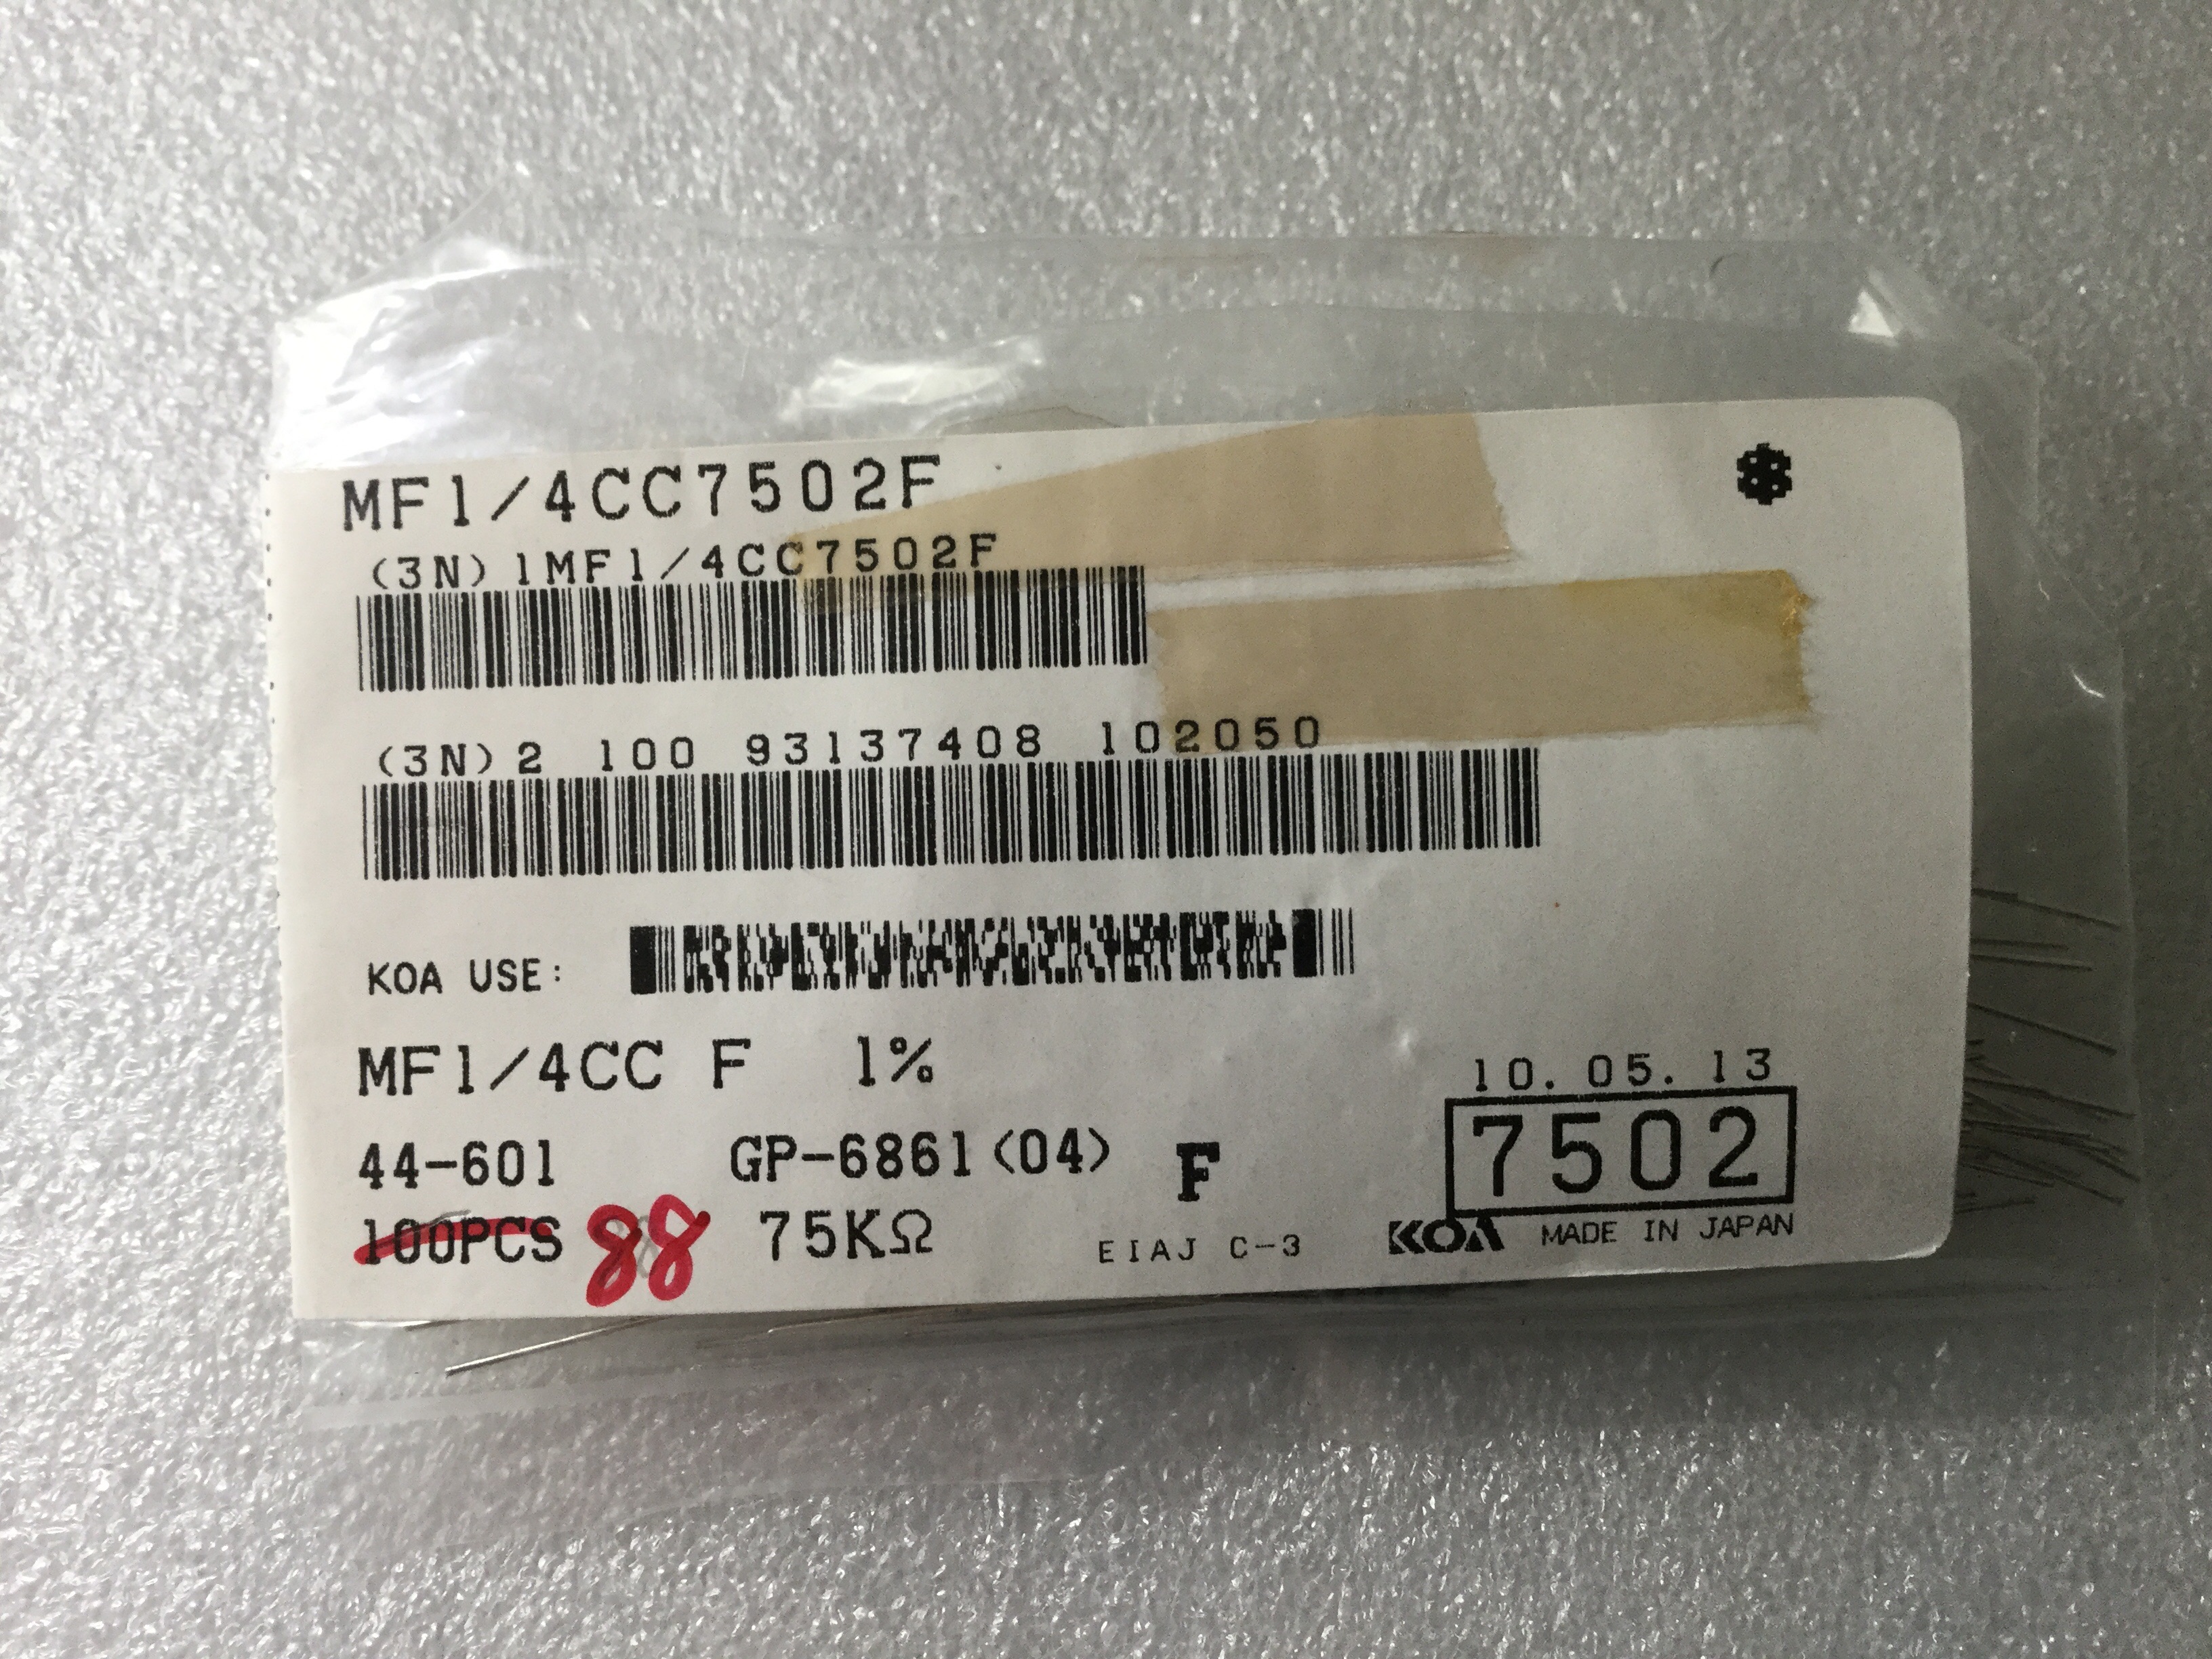 MF1/4CC7502F
*
(3N)1MF1/4CC7502F
(3N)2 100 93137408 102050
KOA USE:
MF1/4CC F 1%
10.05.13
44-601 GP-6861(04) F 7502
100PCS 88 75KΩ EIAJ C-3 KOA MADE IN JAPAN